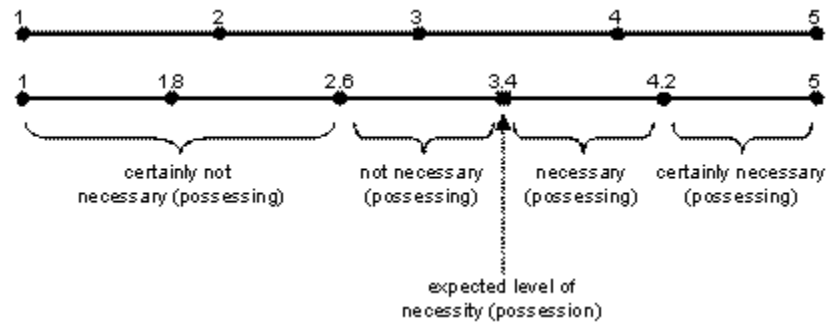 1 2 3 4 5
1 1.8 2.6 3.4 4.2 5
certainly not
necessary (possessing)
not necessary
(possessing)
necessary
(possessing)
certainly necessary
(possessing)
expected level of
necessity (possession)